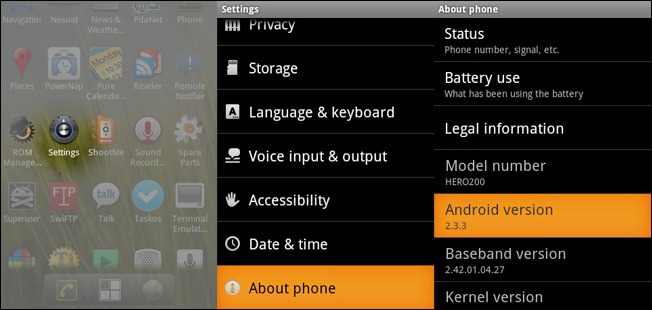 Navigation
Nesoid
News &
Weathe...
PdaNet
Phone
Places
PowerNap
Pure
Calenda...
Reader
Remote
Notifier
ROM
Manage...
Settings
ShootMe
Sound
Record...
Spare
Parts
Superuser
FTP
SwiFTP
talk
Talk
Taskos
Terminal
Emulat...
Settings
Privacy
Storage
Language & keyboard
Voice input & output
Accessibility
Date & time
About phone
About phone
Status
Phone number, signal, etc.
Battery use
What has been using the battery
Legal information
Model number
HERO200
Android version
2.3.3
Baseband version
2.42.01.04.27
Kernel version